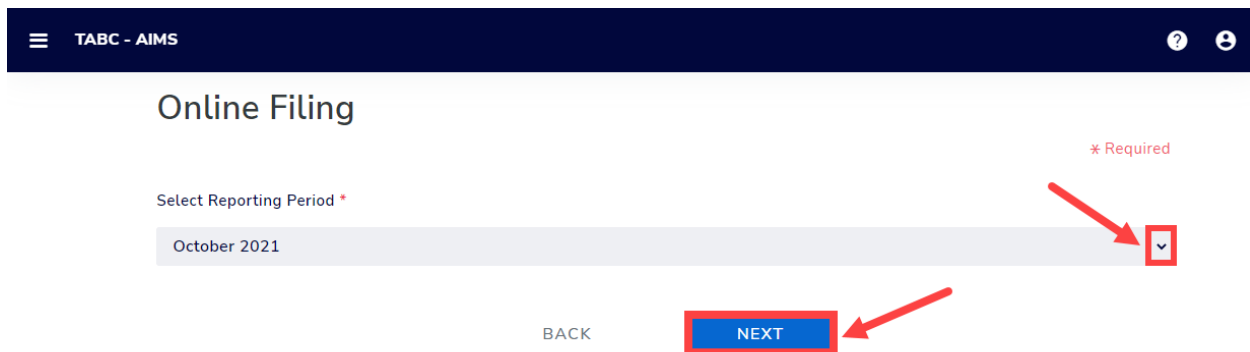 TABC - AIMS
Online Filing
* Required
Select Reporting Period *
October 2021
BACK
NEXT